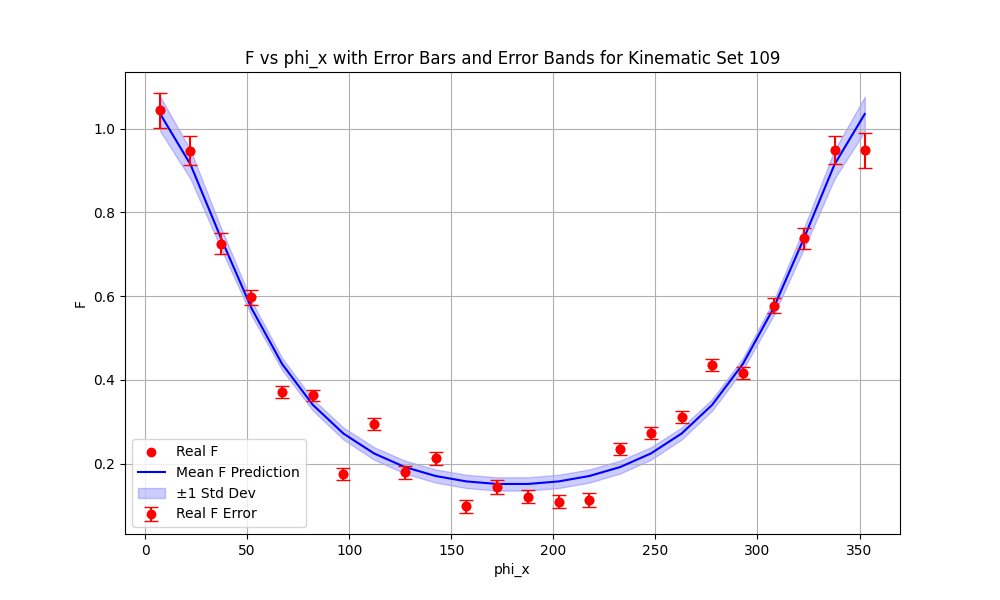 F vs phi_x with Error Bars and Error Bands for Kinematic Set 109
F
1.0
0.8
0.6
0.4
0.2
Real F
Mean F Prediction
±1 Std Dev
Real F Error
0 50 100 150 200 250 300 350
phi_x